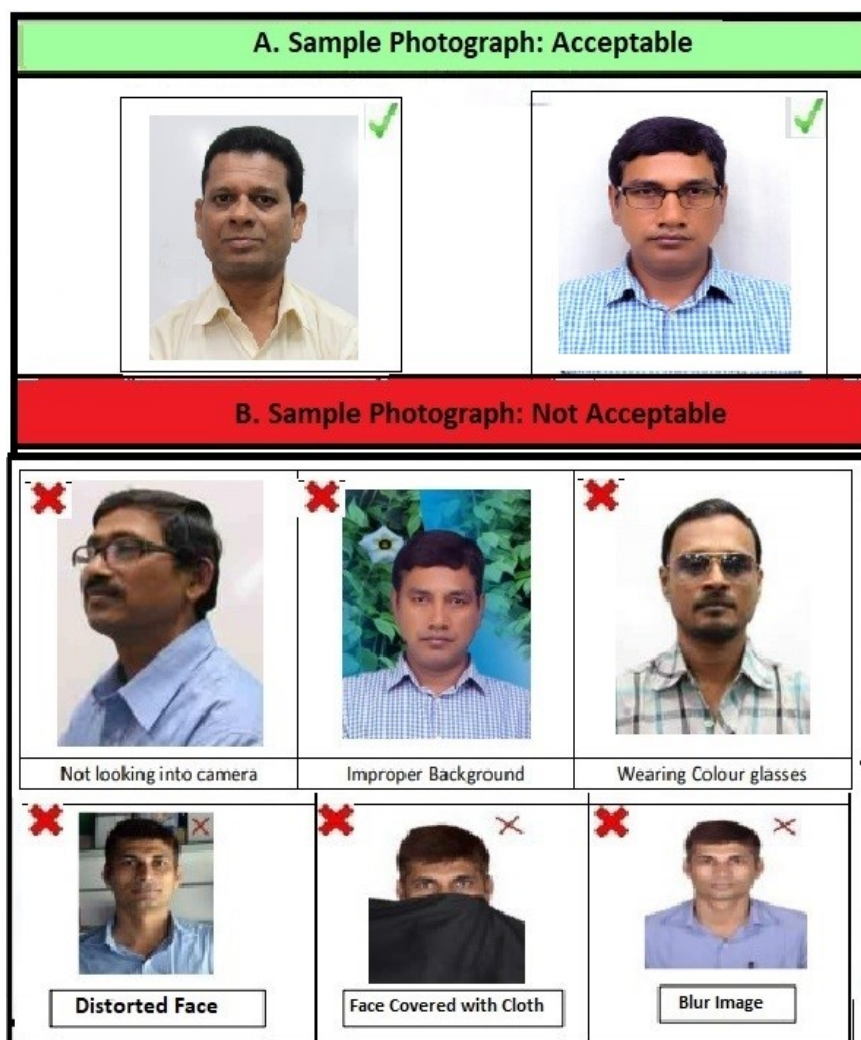 A. Sample Photograph: Acceptable
B. Sample Photograph: Not Acceptable
Not looking into camera
Improper Background
Wearing Colour glasses
Distorted Face
Face Covered with Cloth
Blur Image